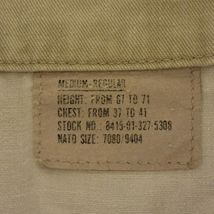 MEDIUM-REGULAR
HEIGHT: FROM 67 TO 71
CHEST: FROM 37 TO 41
STOCK NO.: 8415-01-327-5308
NATO SIZE: 7080/9404